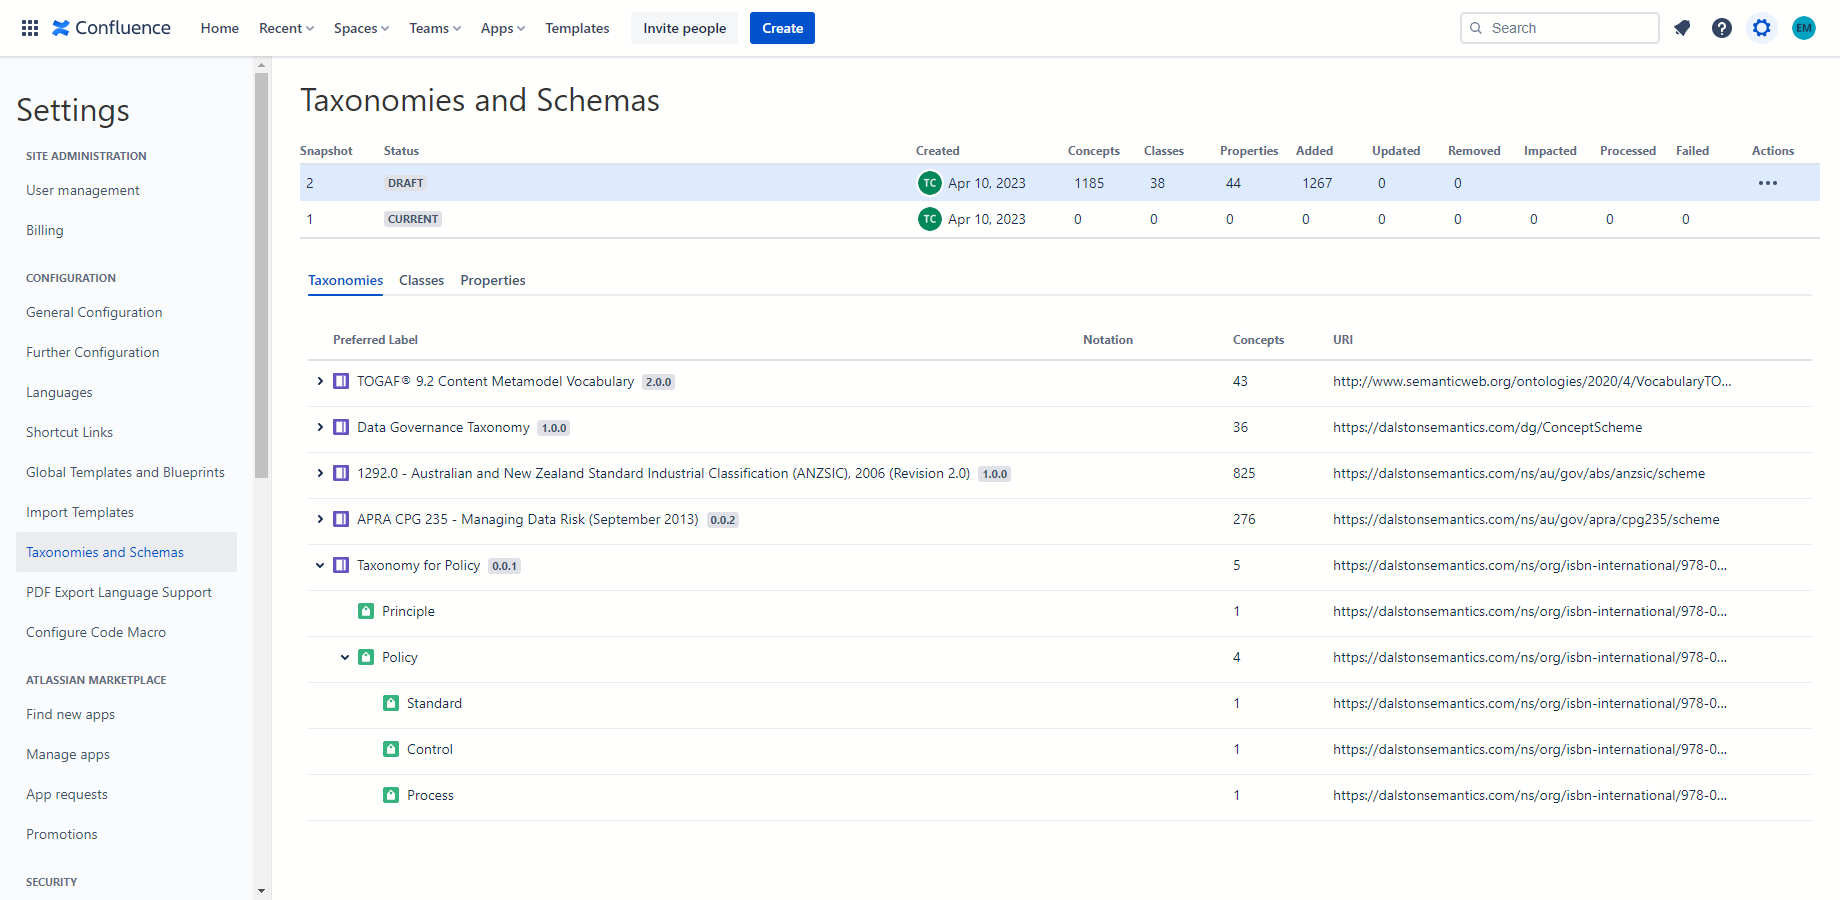 Confluence Home Recent Spaces Teams Apps Templates Invite people Create Search EM
Settings
SITE ADMINISTRATION
User management
Billing
CONFIGURATION
General Configuration
Further Configuration
Languages
Shortcut Links
Global Templates and Blueprints
Import Templates
Taxonomies and Schemas
PDF Export Language Support
Configure Code Macro
ATLASSIAN MARKETPLACE
Find new apps
Manage apps
App requests
Promotions
SECURITY
Taxonomies and Schemas
Snapshot Status Created Concepts Classes Properties Added Updated Removed Impacted Processed Failed Actions
2 DRAFT TC Apr 10, 2023 1185 38 44 1267 0 0
1 CURRENT TC Apr 10, 2023 0 0 0 0 0 0 0 0 0
Taxonomies Classes Properties
Preferred Label Notation Concepts URI
TOGAF® 9.2 Content Metamodel Vocabulary 2.0.0 43 http://www.semanticweb.org/ontologies/2020/4/VocabularyTO...
Data Governance Taxonomy 1.0.0 36 https://dalstonsemantics.com/dg/ConceptScheme
1292.0 - Australian and New Zealand Standard Industrial Classification (ANZSIC), 2006 (Revision 2.0) 1.0.0 825 https://dalstonsemantics.com/ns/au/gov/abs/anzsic/scheme
APRA CPG 235 - Managing Data Risk (September 2013) 0.0.2 276 https://dalstonsemantics.com/ns/au/gov/apra/cpg235/scheme
Taxonomy for Policy 0.0.1 5 https://dalstonsemantics.com/ns/org/isbn-international/978-0...
Principle 1 https://dalstonsemantics.com/ns/org/isbn-international/978-0...
Policy 4 https://dalstonsemantics.com/ns/org/isbn-international/978-0...
Standard 1 https://dalstonsemantics.com/ns/org/isbn-international/978-0...
Control 1 https://dalstonsemantics.com/ns/org/isbn-international/978-0...
Process 1 https://dalstonsemantics.com/ns/org/isbn-international/978-0...